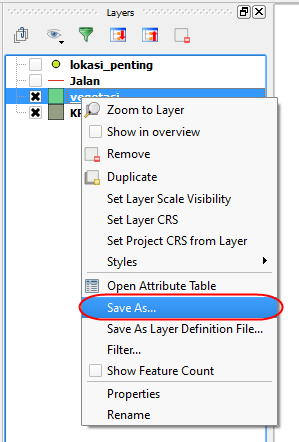 Layers
lokasi_penting
Jalan
vegetasi
Zoom to Layer
Show in overview
Remove
Duplicate
Set Layer Scale Visibility
Set Layer CRS
Set Project CRS from Layer
Styles
Open Attribute Table
Save As...
Save As Layer Definition File...
Filter...
Show Feature Count
Properties
Rename